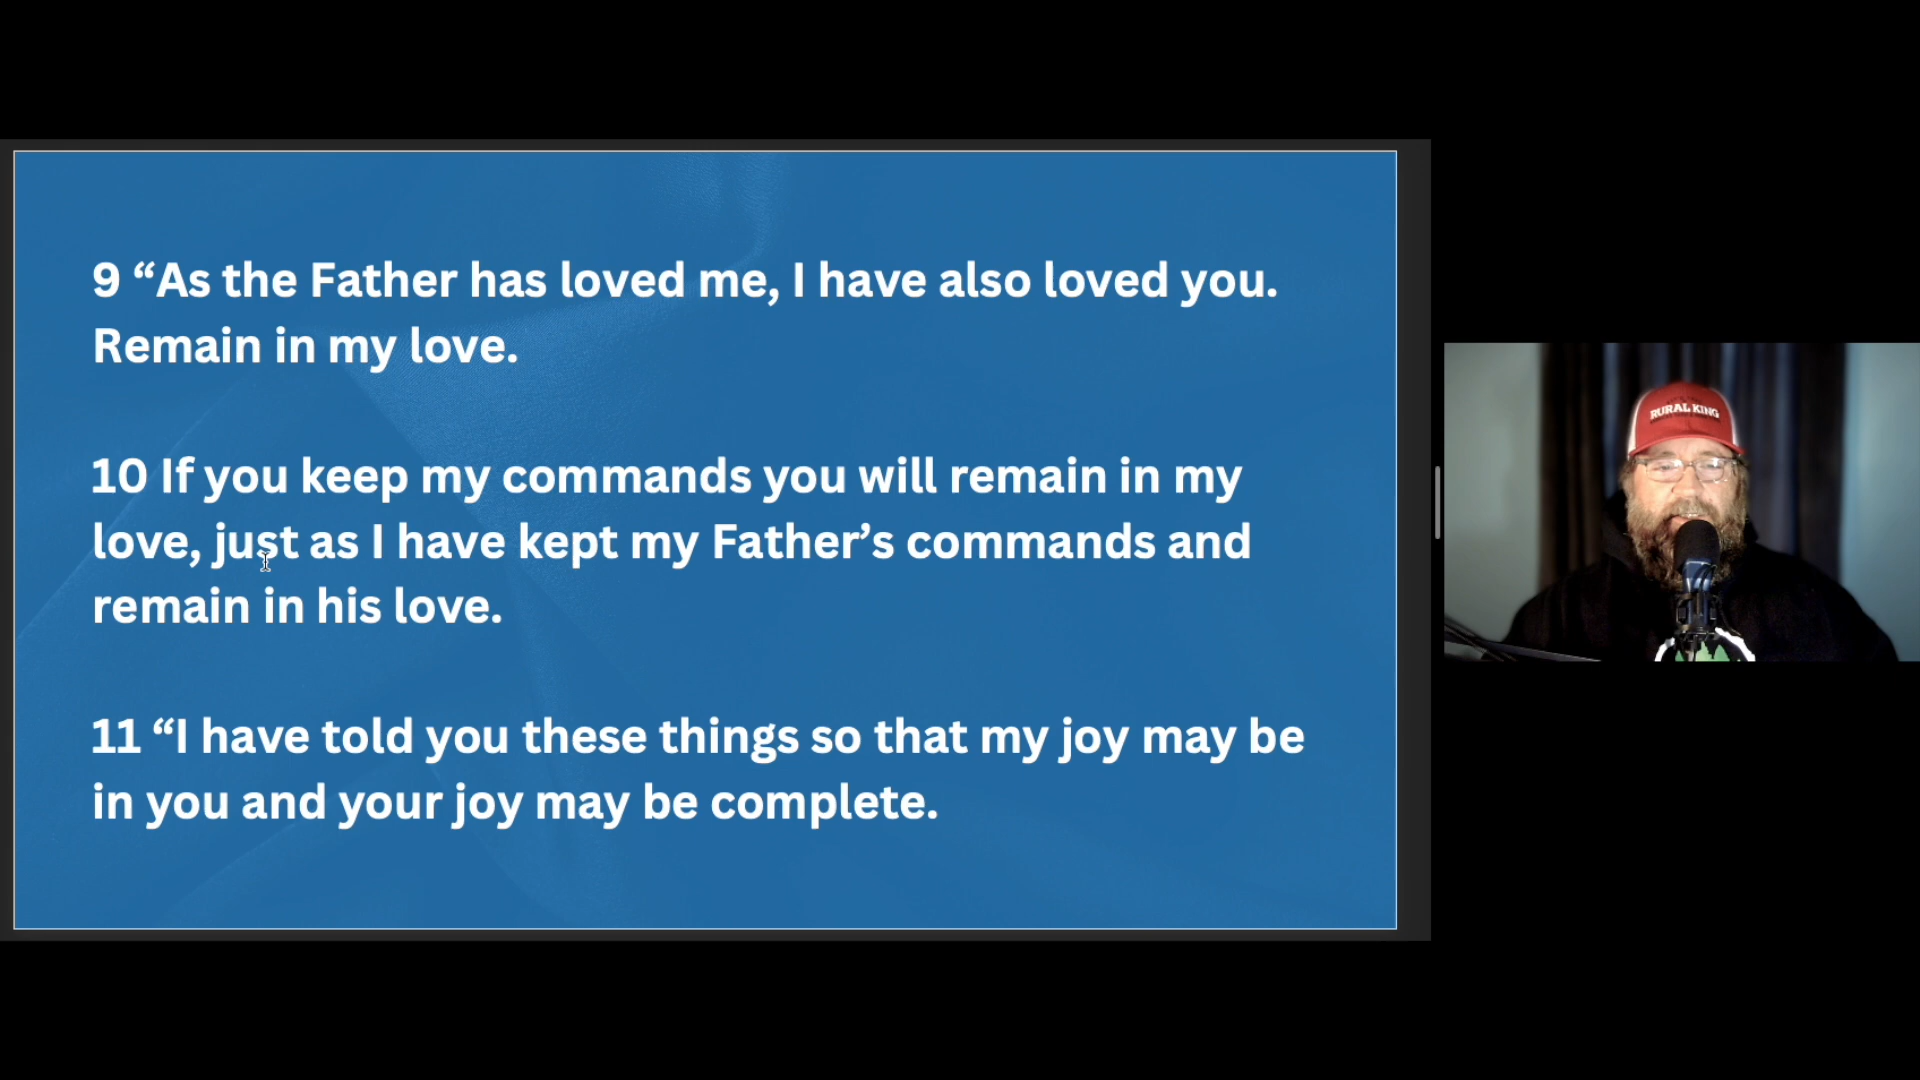 9 “As the Father has loved me, I have also loved you.
Remain in my love.
10 If you keep my commands you will remain in my
love, just as I have kept my Father’s commands and
remain in his love.
11 “I have told you these things so that my joy may be
in you and your joy may be complete.
RURAL KING